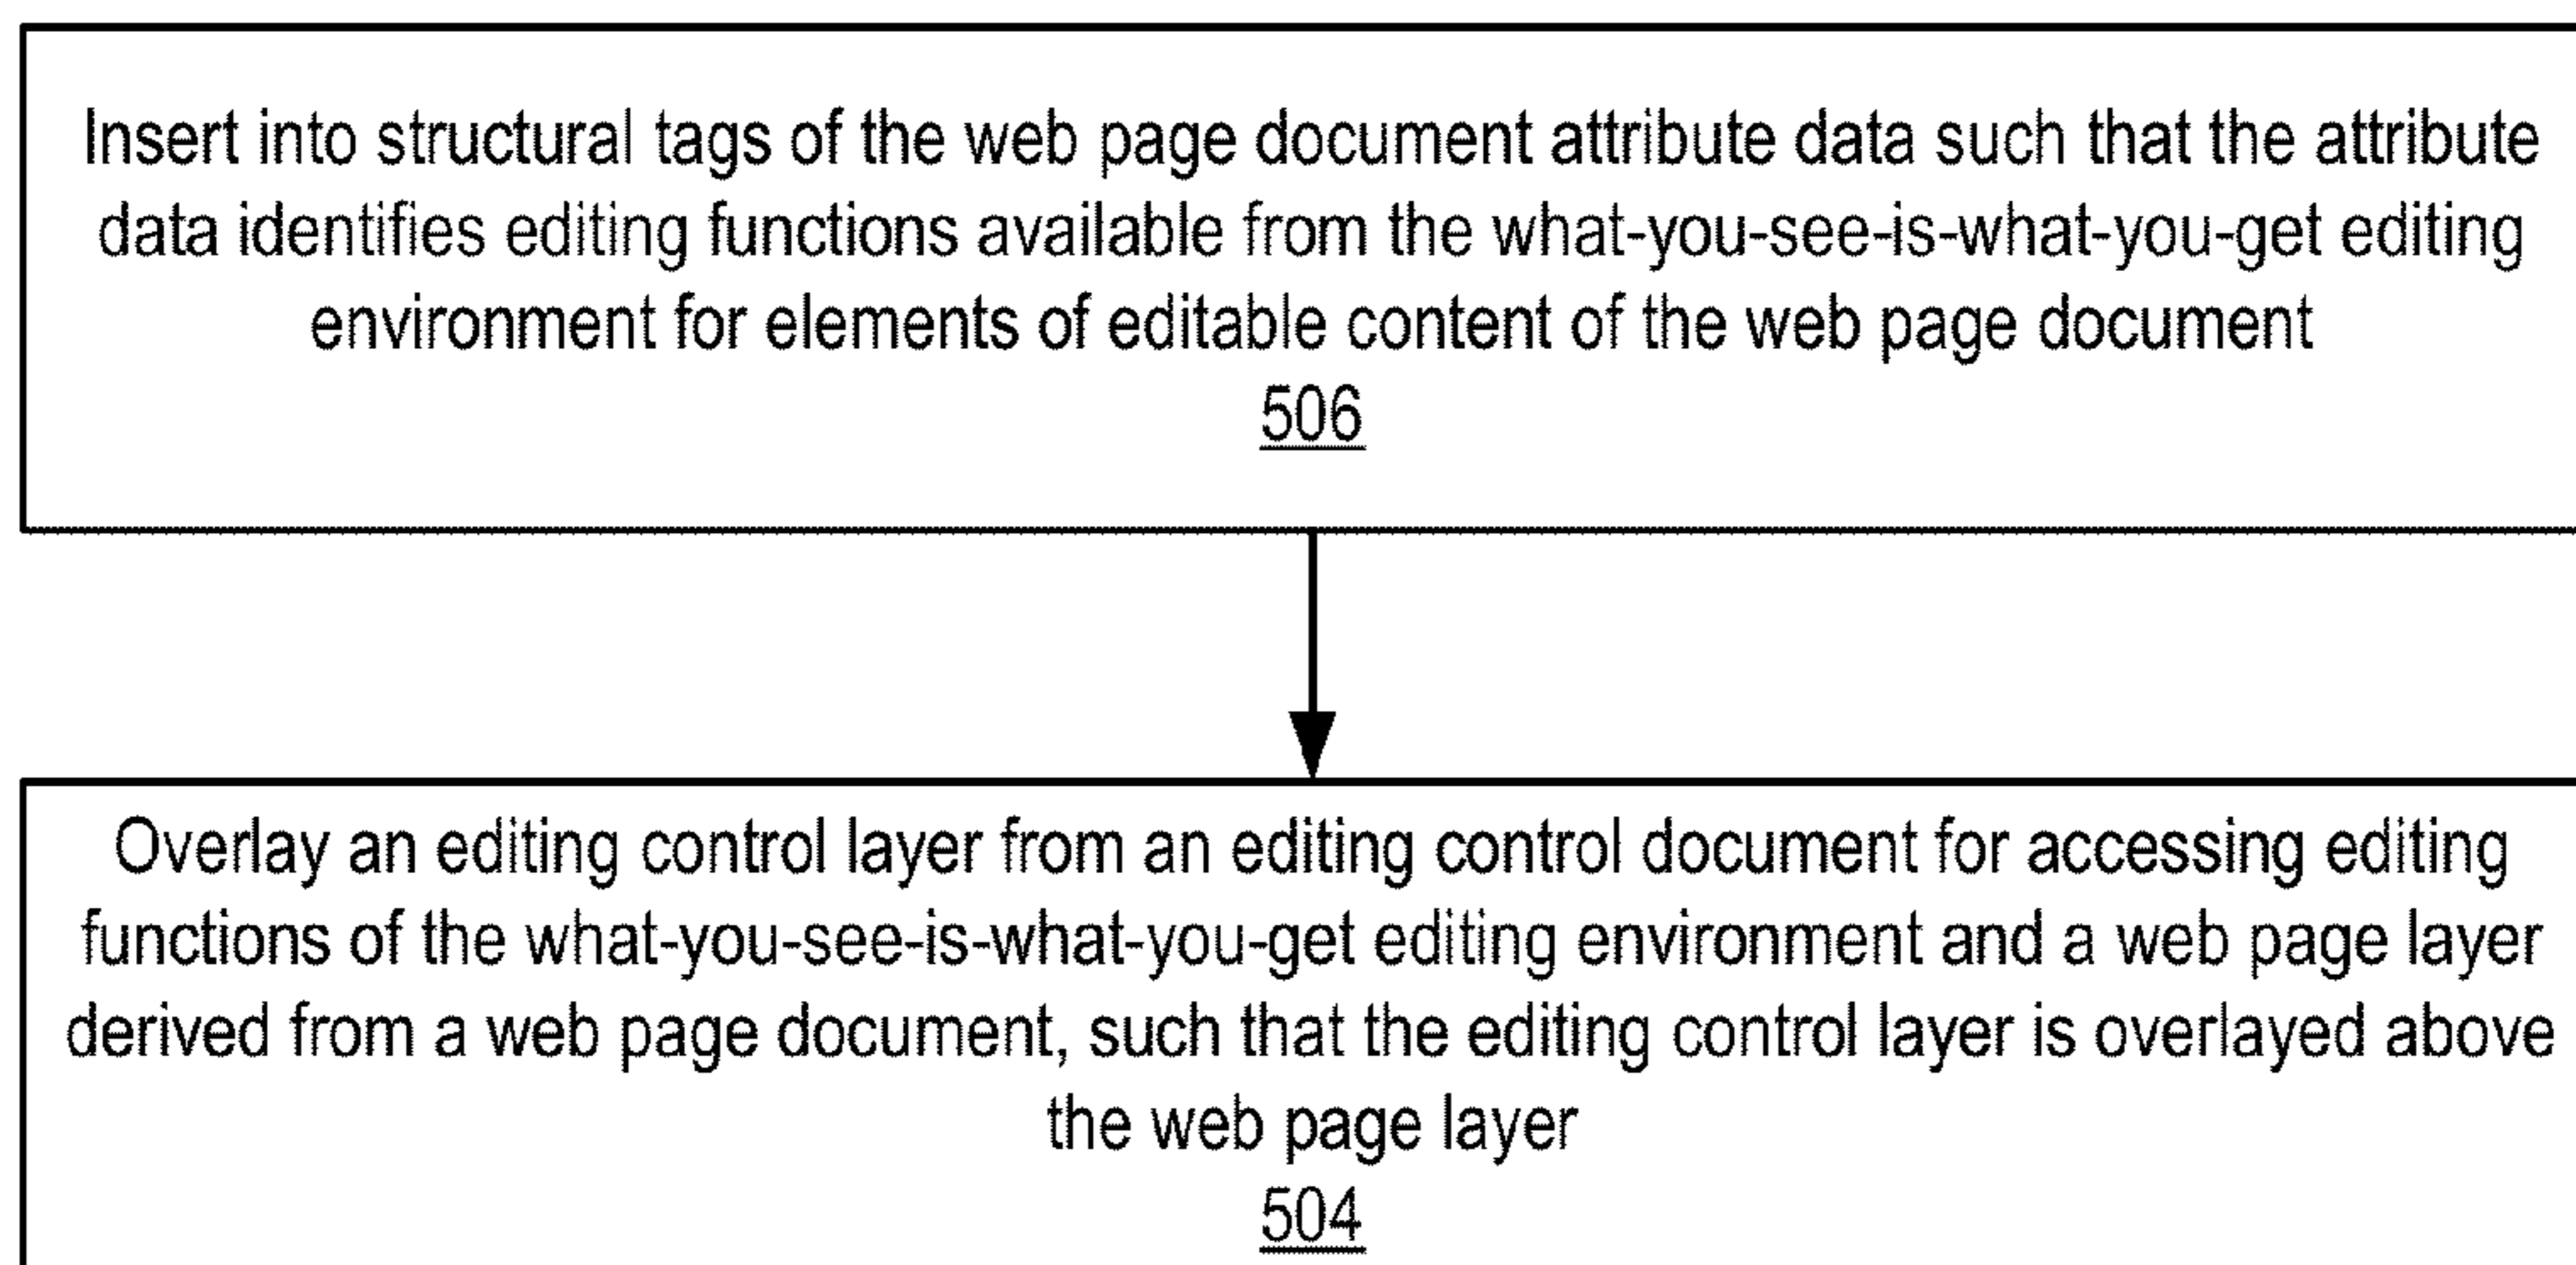 Insert into structural tags of the web page document attribute data such that the attribute
data identifies editing functions available from the what-you-see-is-what-you-get editing
environment for elements of editable content of the web page document
506
Overlay an editing control layer from an editing control document for accessing editing
functions of the what-you-see-is-what-you-get editing environment and a web page layer
derived from a web page document, such that the editing control layer is overlayed above
the web page layer
504